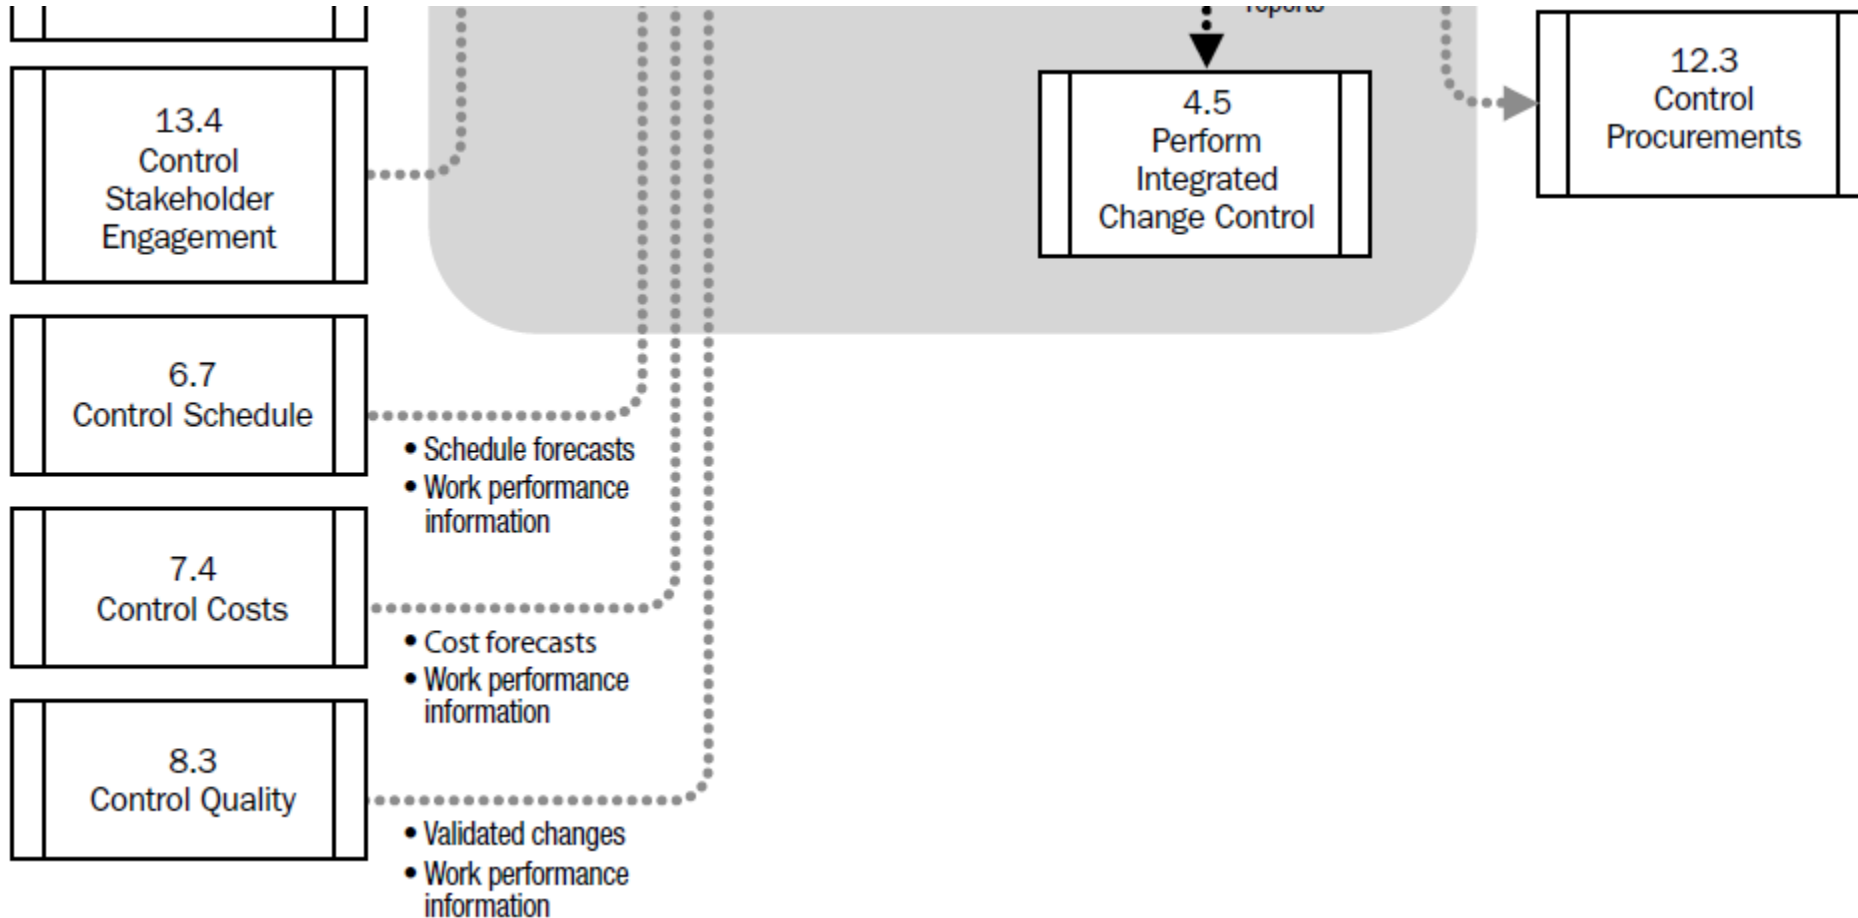 reports
13.4
Control
Stakeholder
Engagement
4.5
Perform
Integrated
Change Control
12.3
Control
Procurements
6.7
Control Schedule
• Schedule forecasts
• Work performance
information
7.4
Control Costs
• Cost forecasts
• Work performance
information
8.3
Control Quality
• Validated changes
• Work performance
information